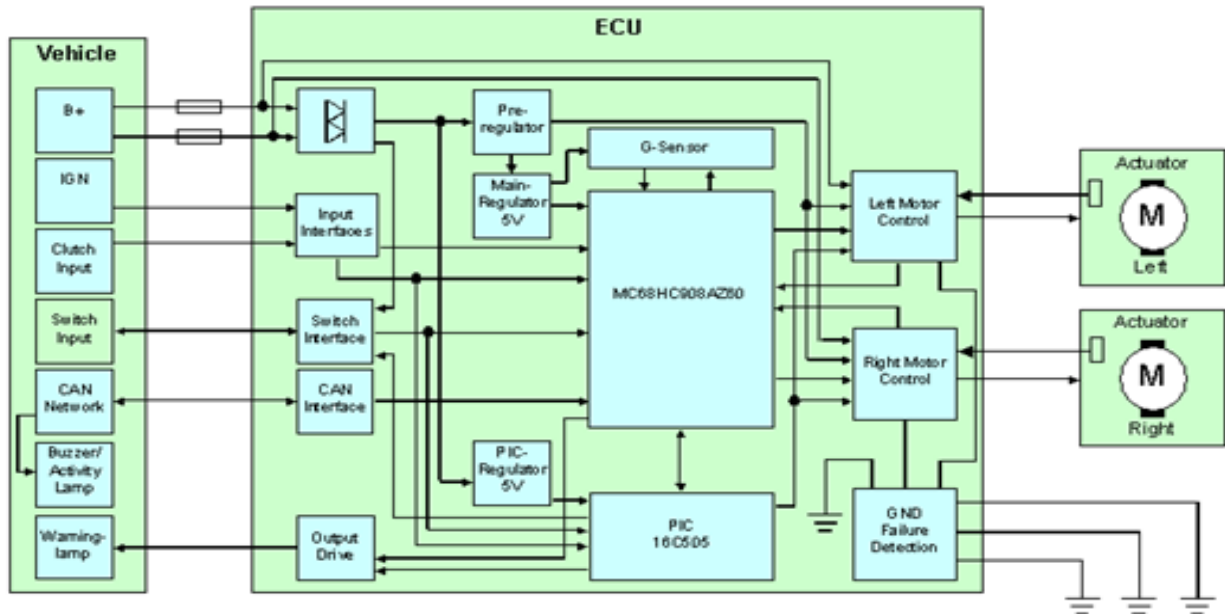 ECU
Vehicle
B+
IGN
Clutch
Input
Switch
Input
CAN
Network
Buzzer/
Activity
Lamp
Warning-
lamp
Input
Interfaces
Switch
Interface
CAN
Interface
Output
Drive
Pre-
regulator
Main-
Regulator
5V
G-Sensor
MC68HC908AZ60
PIC-
Regulator
5V
PIC
16C505
Left Motor
Control
Right Motor
Control
GND
Failure
Detection
Actuator
M
Left
Actuator
M
Right